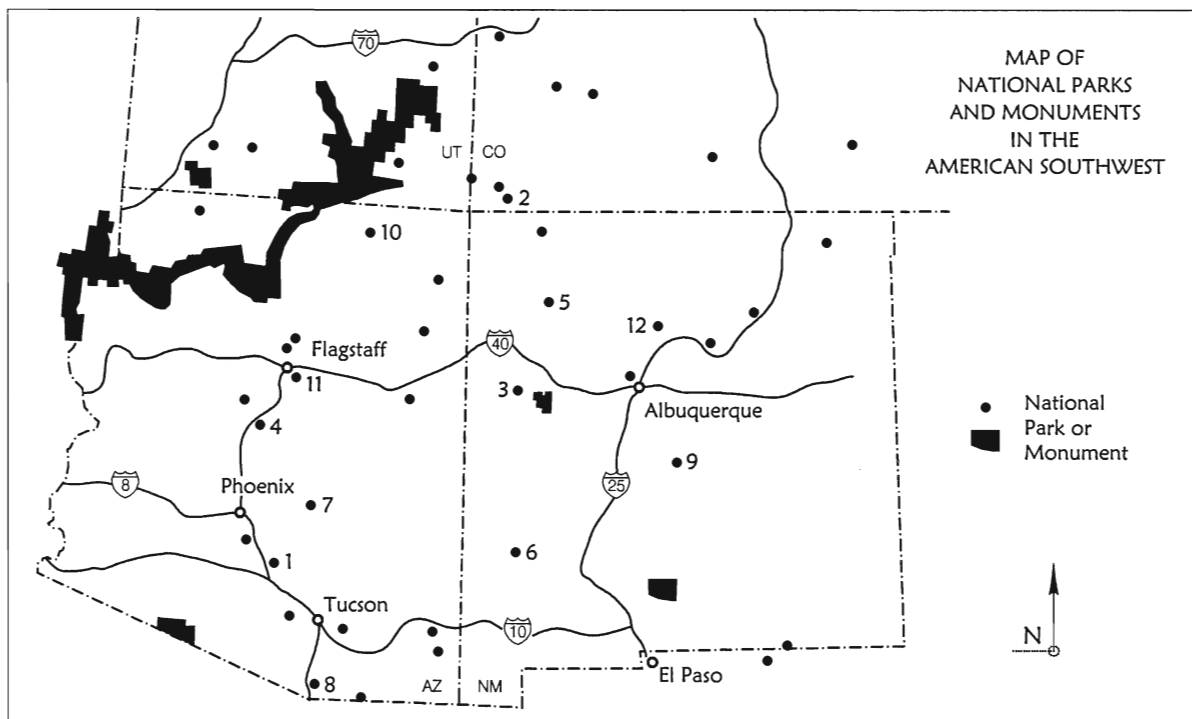 MAP OF
NATIONAL PARKS
AND MONUMENTS
IN THE
AMERICAN SOUTHWEST
70
UT CO
2
10
5
12
Flagstaff
40
11
3
Albuquerque
4
National
Park or
Monument
9
8
Phoenix
25
7
6
1
Tucson
10
N
El Paso
8
AZ NM